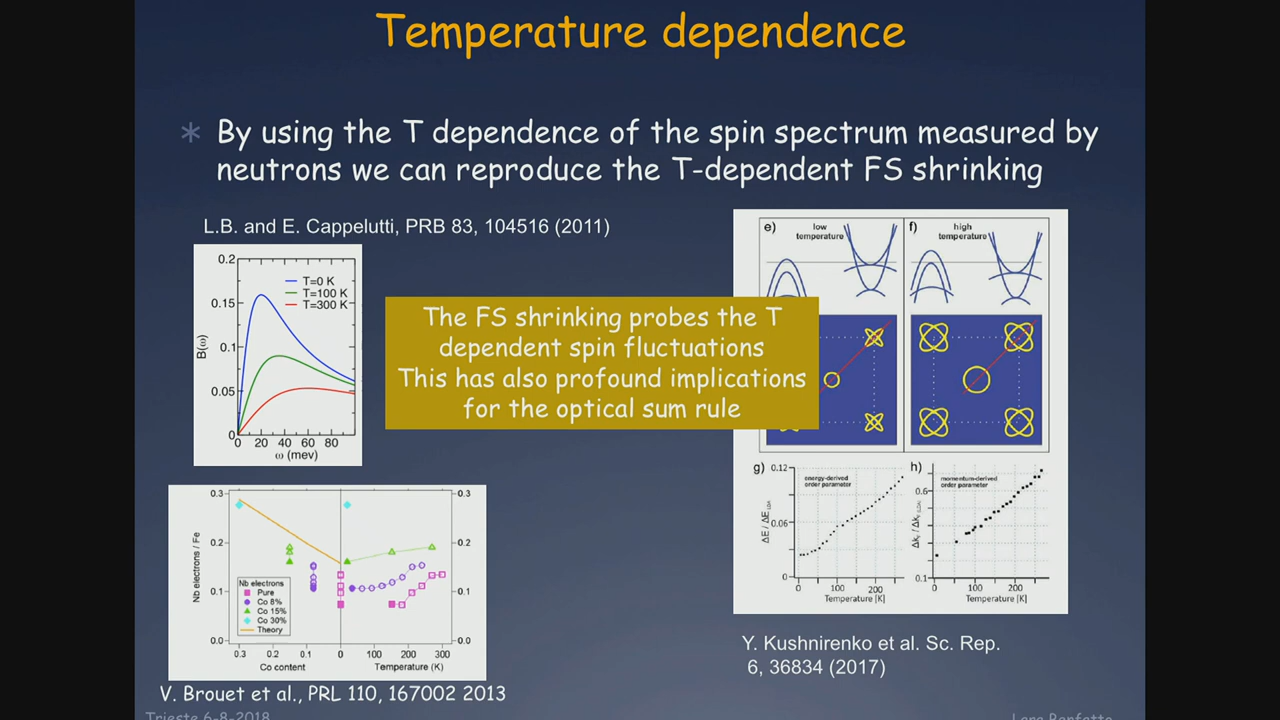 Temperature dependence
* By using the T dependence of the spin spectrum measured by
neutrons we can reproduce the T-dependent FS shrinking
L.B. and E. Cappelutti, PRB 83, 104516 (2011)
0.2
0.15
0.1
0.05
0
0 20 40 60 80
B(ω)
ω (mev)
T=0 K
T=100 K
T=300 K
The FS shrinking probes the T
dependent spin fluctuations
This has also profound implications
for the optical sum rule
e) low temperature
f) high temperature
g)
energy-derived
order parameter
0.12
0.06
0
100 200
Temperature [K]
h)
momentum-derived
order parameter
0.6
0.1
100 200
Temperature [K]
Nb electrons / Fe
0.3
0.2
0.1
0.0
Nb electrons
Pure
Co 8%
Co 15%
Co 30%
Theory
0.3
0.2
0.1
0.0
0.3 0.2 0.1 0 100 200 300
Co content Temperature (K)
V. Brouet et al., PRL 110, 167002 2013
Y. Kushnirenko et al. Sc. Rep.
6, 36834 (2017)
Trieste 6-8-2018